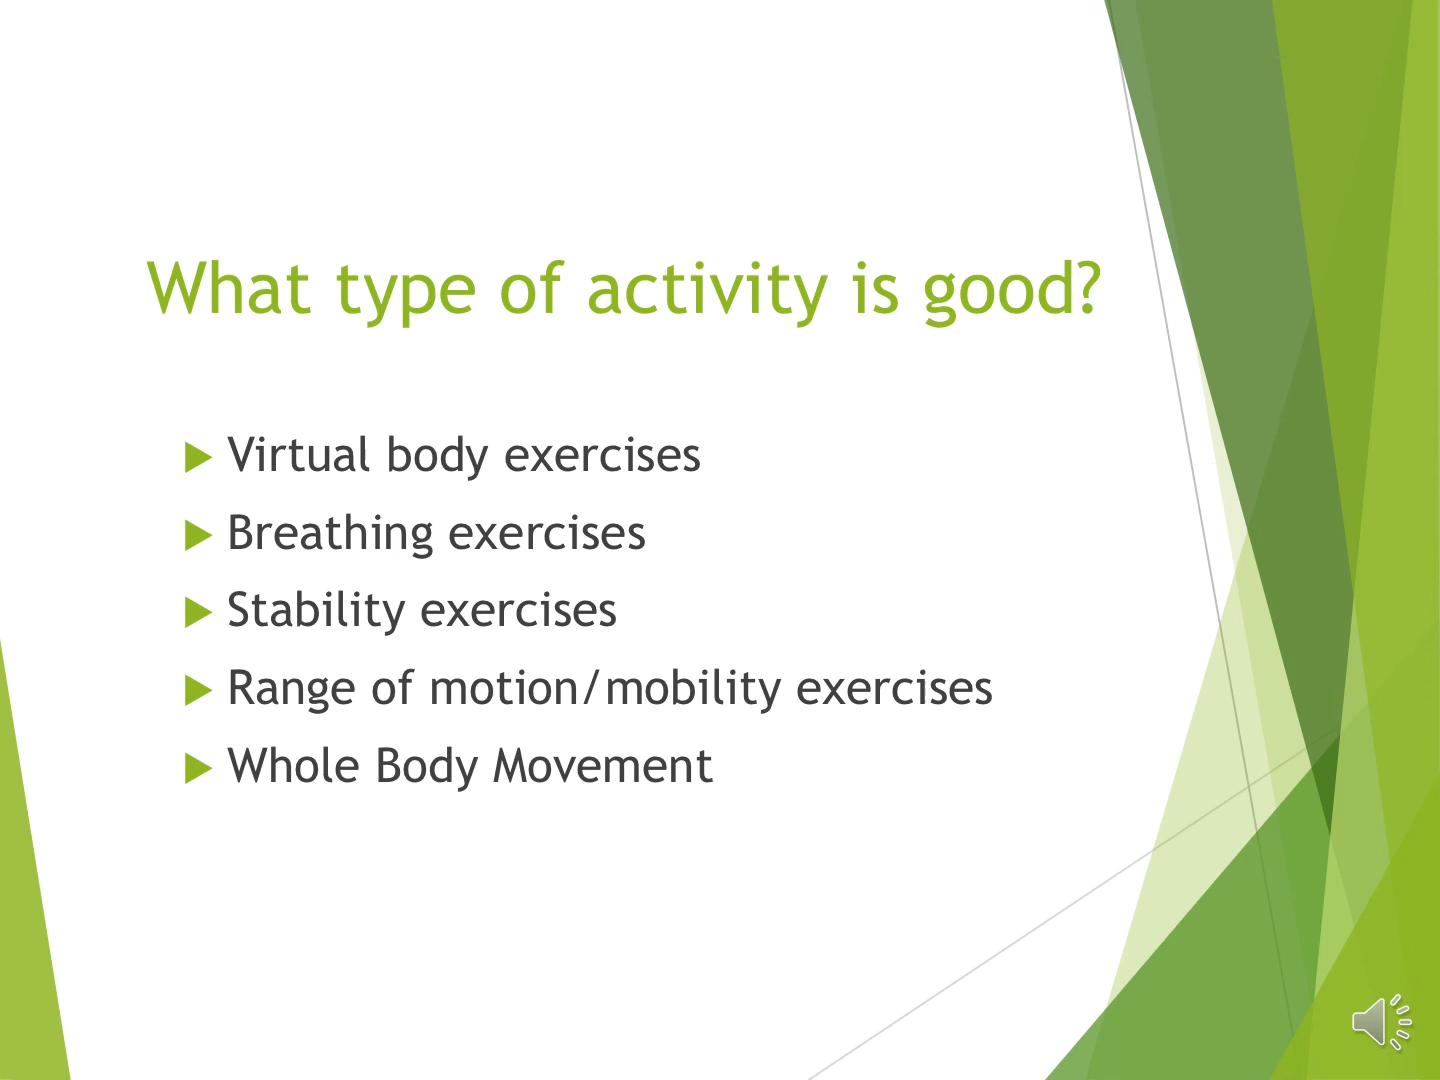 What type of activity is good?
Virtual body exercises
Breathing exercises
Stability exercises
Range of motion/mobility exercises
Whole Body Movement